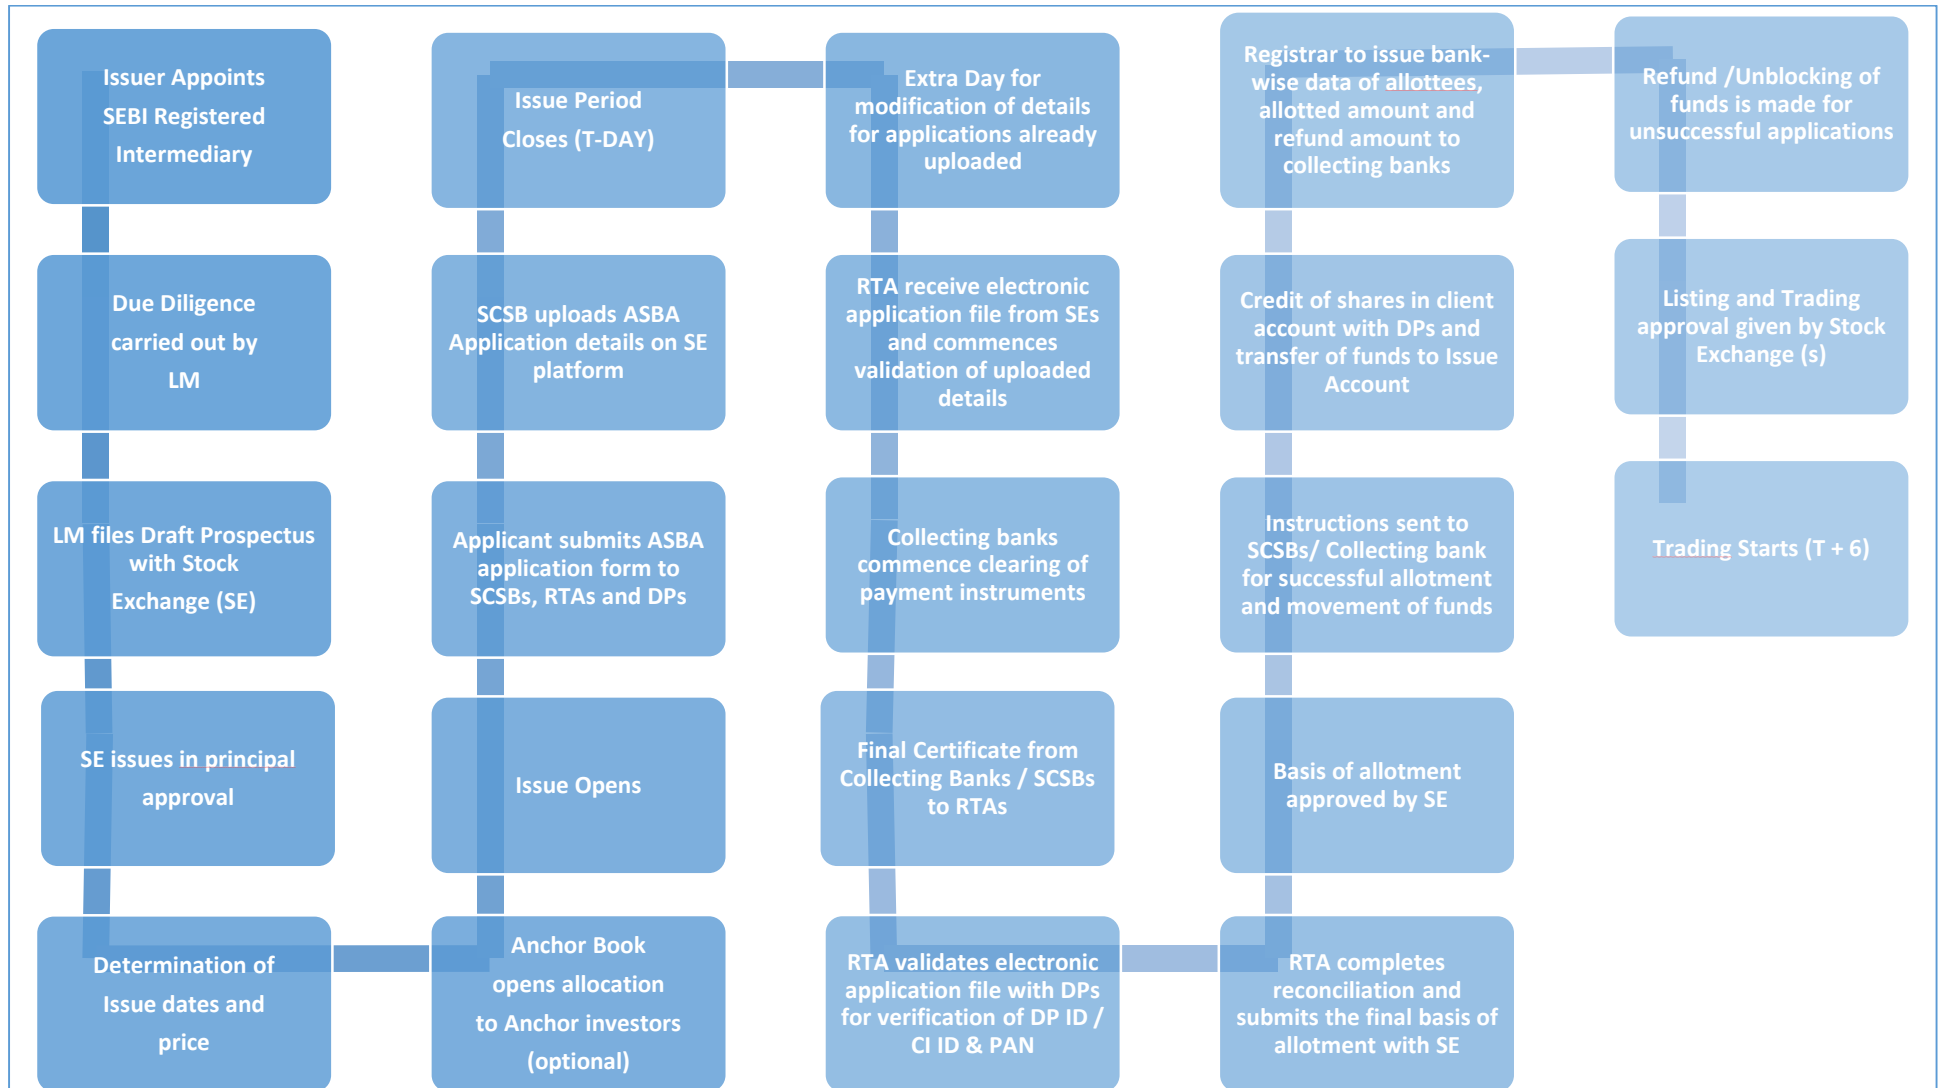 Issuer Appoints
SEBI Registered
Intermediary
Due Diligence
carried out by
LM
LM files Draft Prospectus
with Stock
Exchange (SE)
SE issues in principal
approval
Determination of
Issue dates and
price
Anchor Book
opens allocation
to Anchor investors
(optional)
Issue Opens
Applicant submits ASBA
application form to
SCSBs, RTAs and DPs
SCSB uploads ASBA
Application details on SE
platform
Issue Period
Closes (T-DAY)
Extra Day for
modification of details
for applications already
uploaded
RTA receive electronic
application file from SEs
and commences
validation of uploaded
details
Collecting banks
commence clearing of
payment instruments
Final Certificate from
Collecting Banks / SCSBs
to RTAs
RTA validates electronic
application file with DPs
for verification of DP ID /
CI ID & PAN
RTA completes
reconciliation and
submits the final basis of
allotment with SE
Basis of allotment
approved by SE
Instructions sent to
SCSBs/ Collecting bank
for successful allotment
and movement of funds
Credit of shares in client
account with DPs and
transfer of funds to Issue
Account
Registrar to issue bank-
wise data of allottees,
allotted amount and
refund amount to
collecting banks
Refund /Unblocking of
funds is made for
unsuccessful applications
Listing and Trading
approval given by Stock
Exchange (s)
Trading Starts (T + 6)